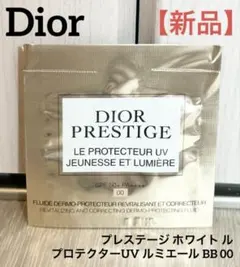 Dior
【新品】
DIOR
PRESTIGE
LE PROTECTEUR UV
JEUNESSE ET LUMIÈRE
00
FLUIDE DERMO-PROTECTEUR REVITALISANT ET CORRECTEUR
REVITALIZING AND CORRECTING DERMO-PROTECTIVE FLUID
プレステージ ホワイト ル
プロテクターUV ルミエール BB 00